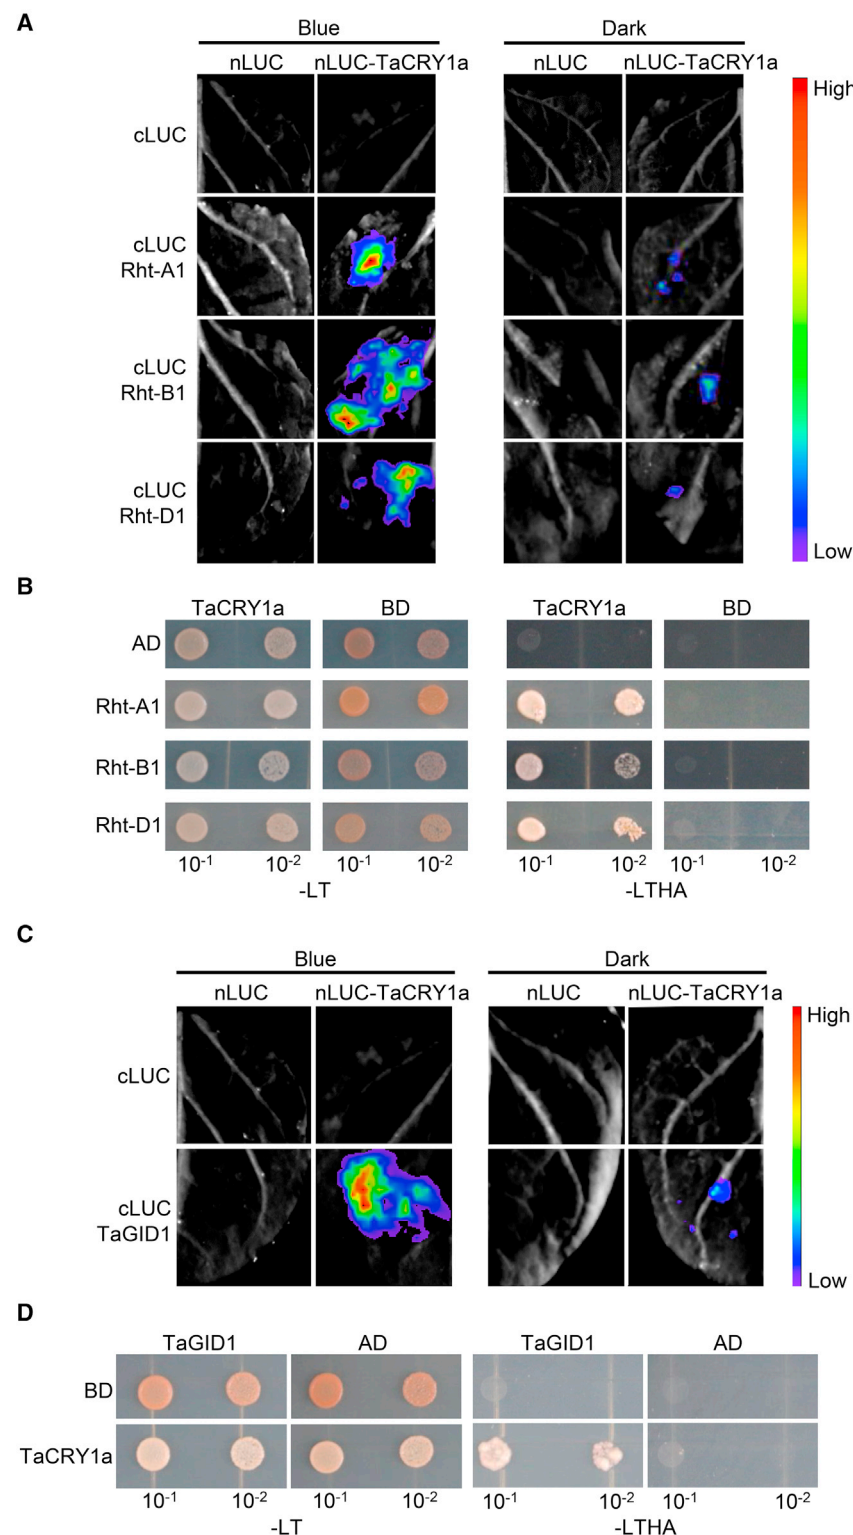 A
Blue Dark
nLUC nLUC-TaCRY1a nLUC nLUC-TaCRY1a
High
cLUC
cLUC
Rht-A1
cLUC
Rht-B1
cLUC
Rht-D1
Low
B
TaCRY1a BD TaCRY1a BD
AD
Rht-A1
Rht-B1
Rht-D1
10-1 10-2 10-1 10-2 10-1 10-2 10-1 10-2
-LT -LTHA
C
Blue Dark
nLUC nLUC-TaCRY1a nLUC nLUC-TaCRY1a
High
cLUC
cLUC
TaGID1
Low
D
TaGID1 AD TaGID1 AD
BD
TaCRY1a
10-1 10-2 10-1 10-2 10-1 10-2 10-1 10-2
-LT -LTHA